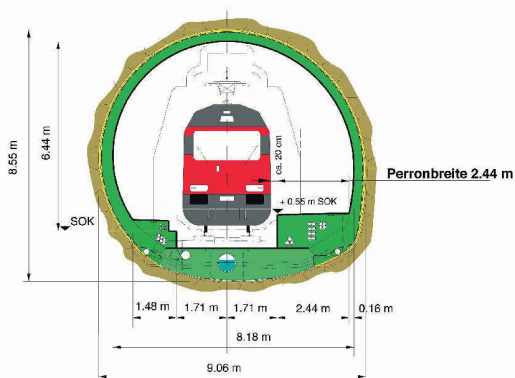 8.55 m
6.44 m
SOK
ca. 20 cm
Perronbreite 2.44 m
+ 0.55 m SOK
1.48 m
1.71 m
1.71 m
2.44 m
0.16 m
8.18 m
9.06 m